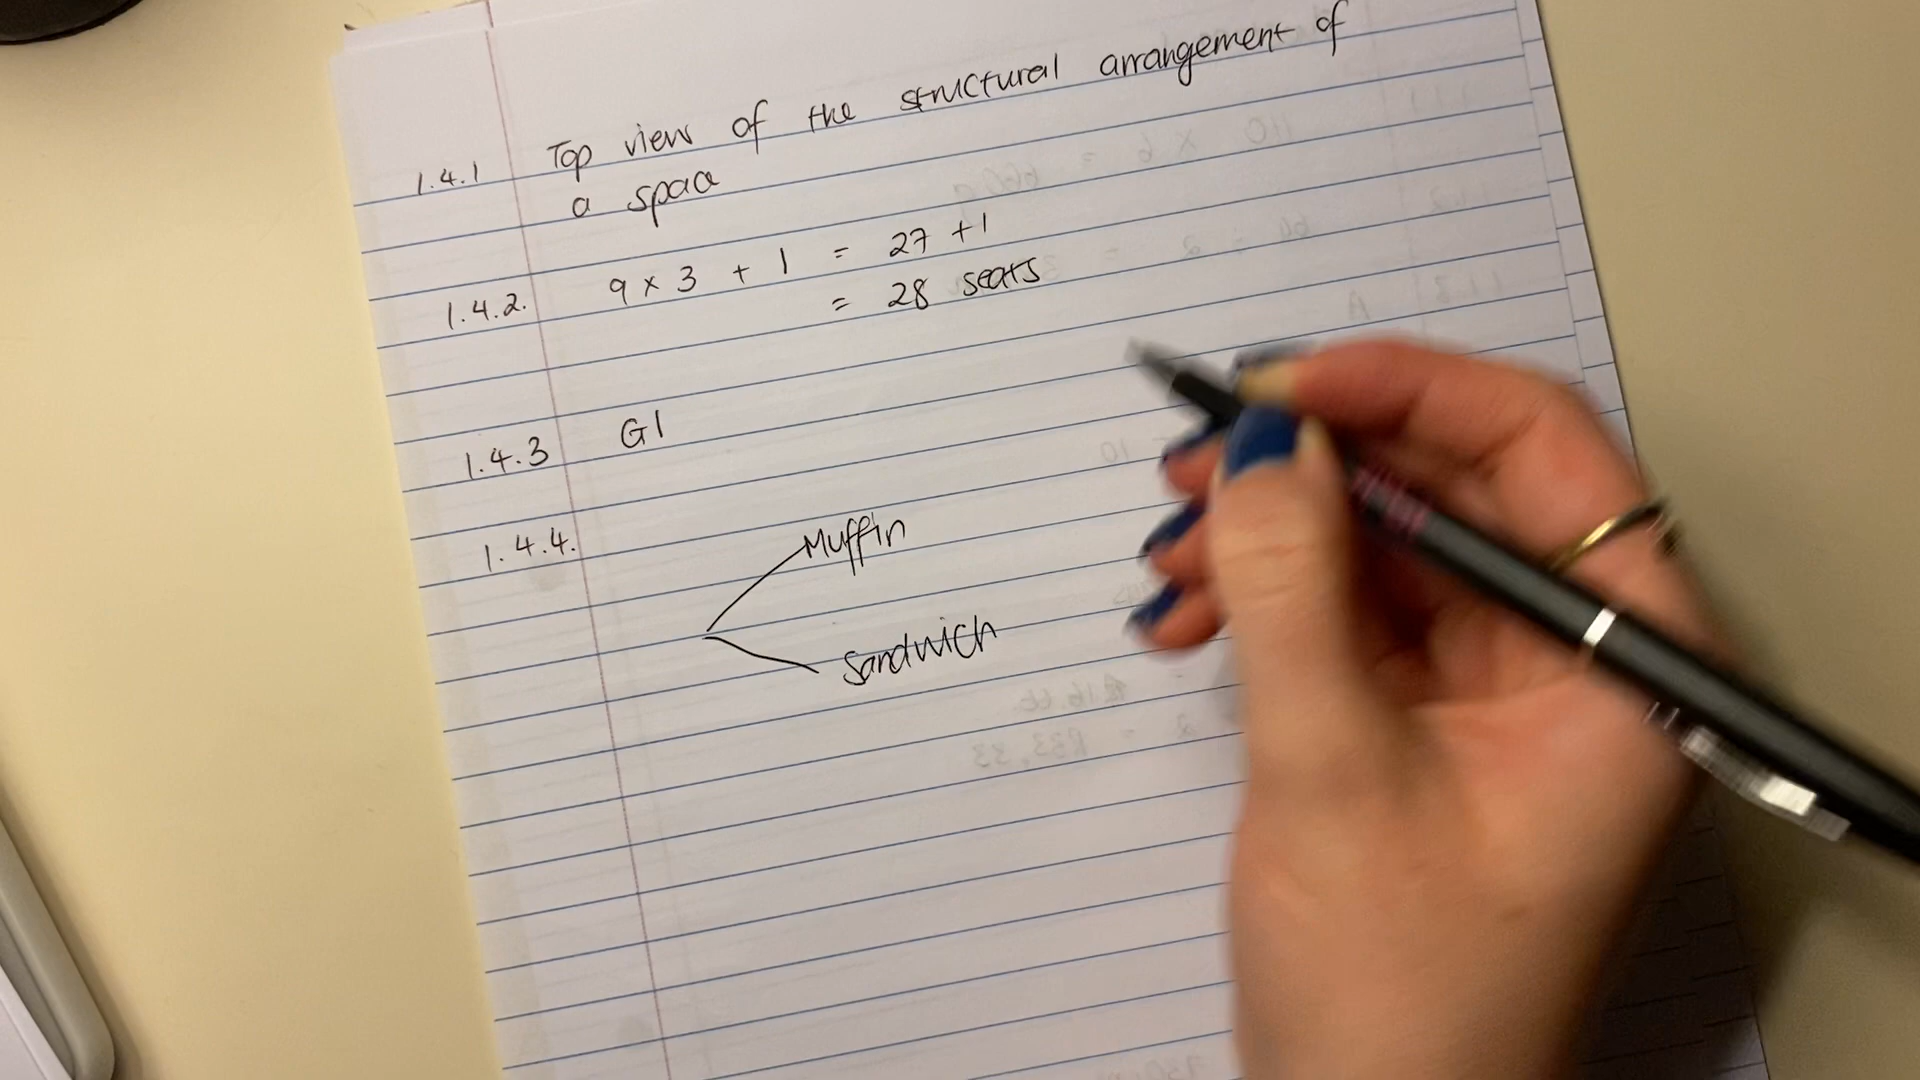 1.4.1 Top view of the structural arrangement of
a space
1.4.2. 9 x 3 + 1 = 27 + 1
= 28 seats
1.4.3 G1
1.4.4. Muffin
Sandwich